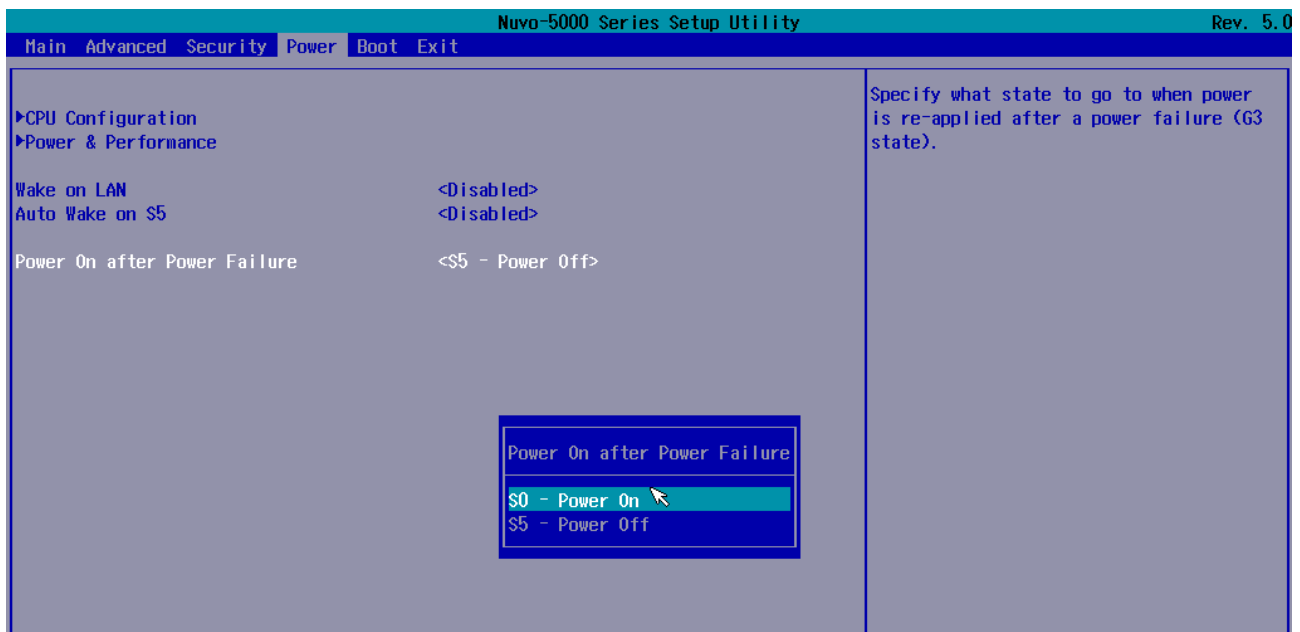 Nuvo-5000 Series Setup Utility Rev. 5.0
Main Advanced Security Power Boot Exit
CPU Configuration
Power & Performance
Wake on LAN <Disabled>
Auto Wake on S5 <Disabled>
Power On after Power Failure <S5 - Power Off>
Specify what state to go to when power
is re-applied after a power failure (G3
state).
Power On after Power Failure
S0 - Power On
S5 - Power Off